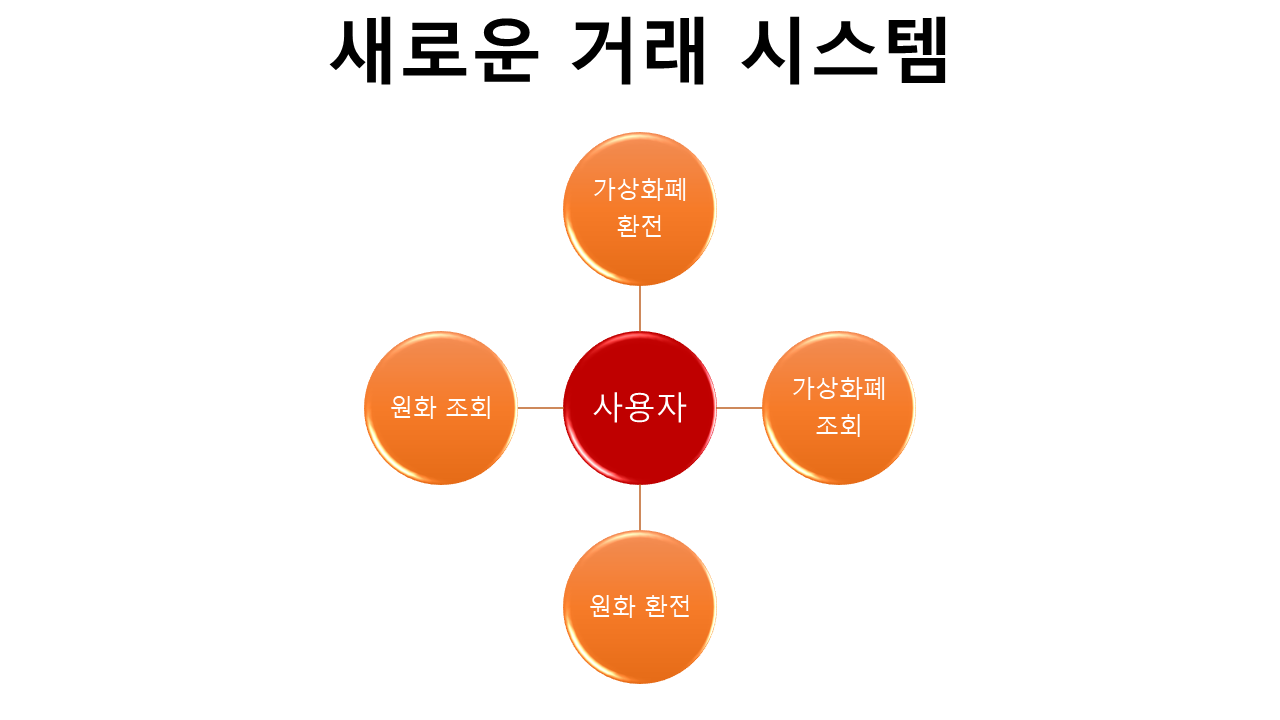 새로운 거래 시스템
가상화폐
환전
원화 조회
사용자
가상화폐
조회
원화 환전